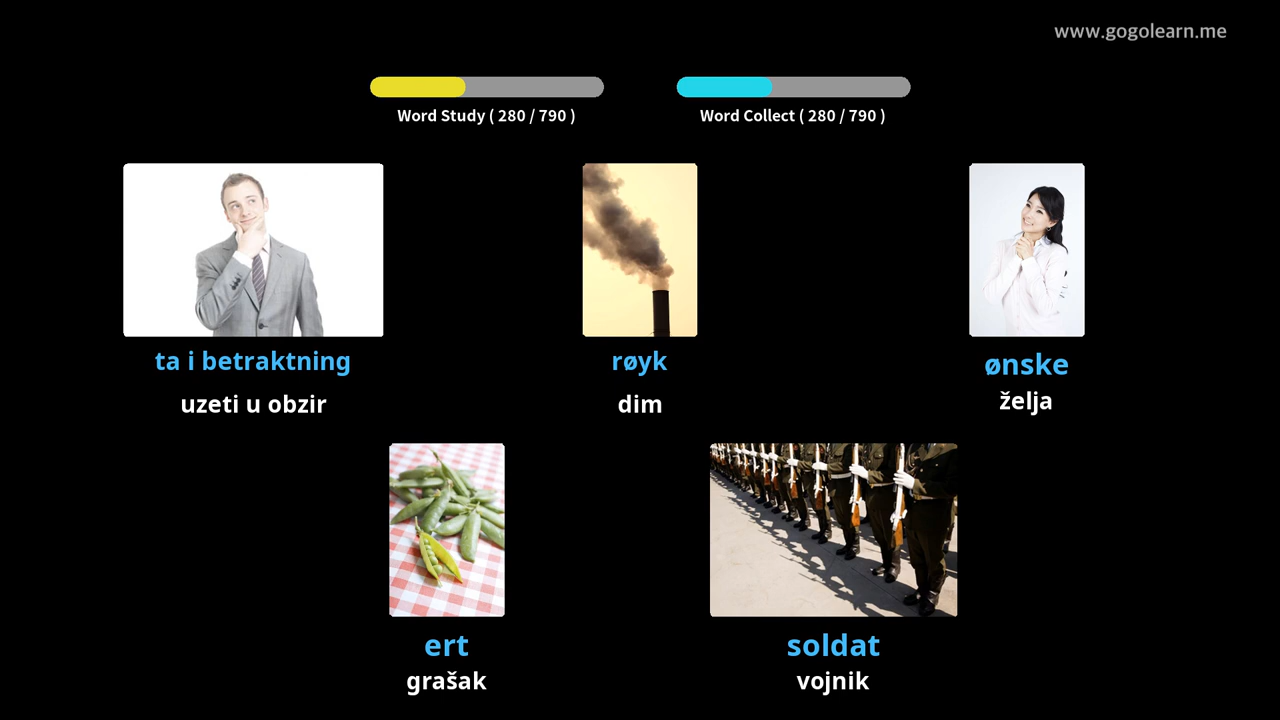 www.gogolearn.me
Word Study ( 280 / 790 )
Word Collect ( 280 / 790 )
ta i betraktning
uzeti u obzir
røyk
dim
ønske
želja
ert
grašak
soldat
vojnik